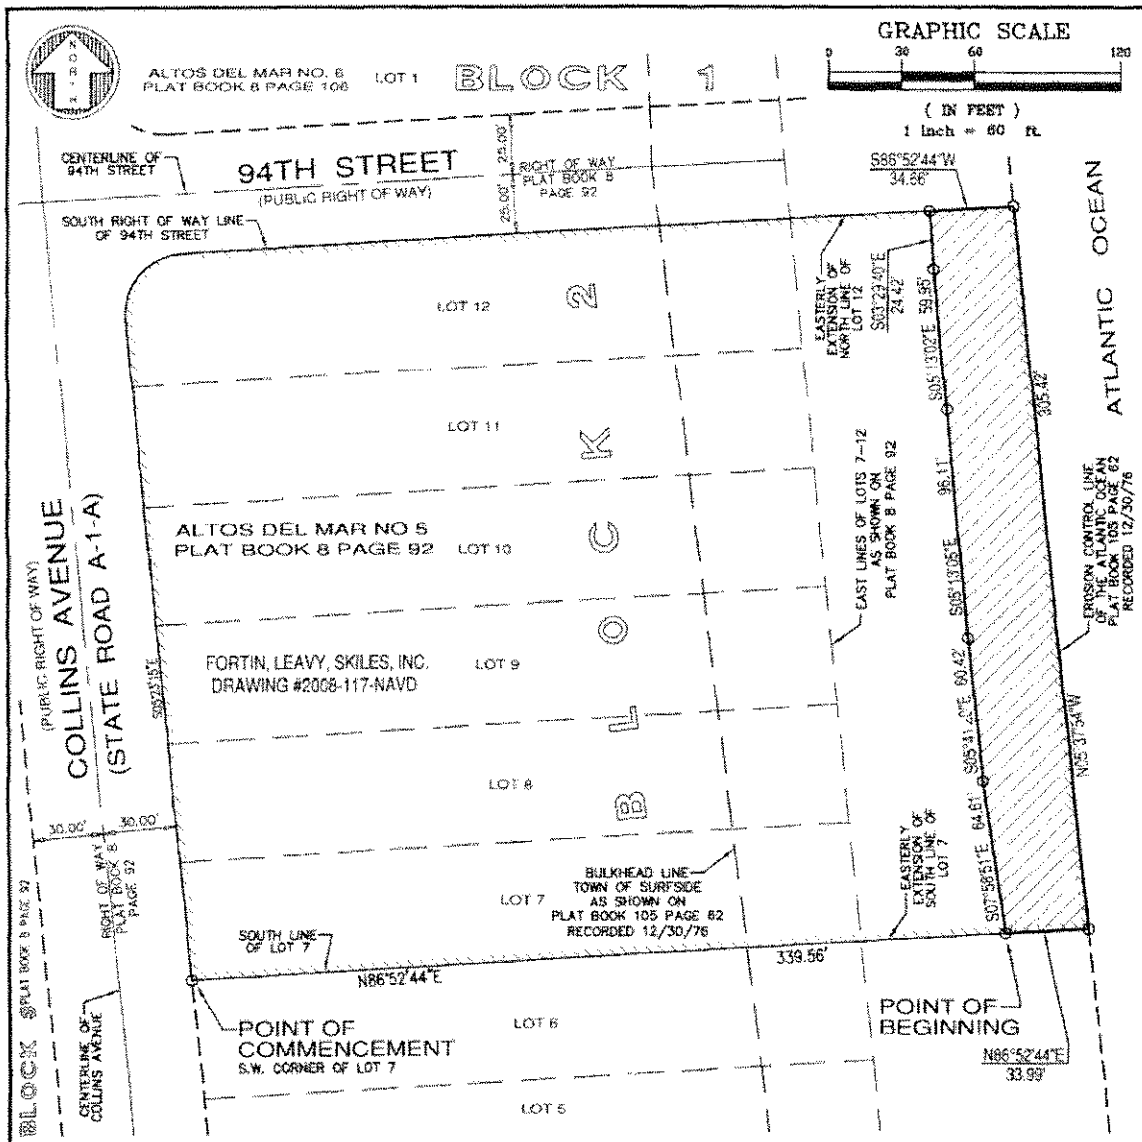 NORTH
ALTOS DEL MAR NO. 6
PLAT BOOK 8 PAGE 106
LOT 1
BLOCK 1
GRAPHIC SCALE
0 30 60 120
( IN FEET )
1 inch = 60 ft.
CENTERLINE OF
94TH STREET
94TH STREET
(PUBLIC RIGHT OF WAY)
25.00'
25.00'
RIGHT OF WAY
PLAT BOOK 8
PAGE 92
S86°52'44"W
34.66'
SOUTH RIGHT OF WAY LINE
OF 94TH STREET
ATLANTIC OCEAN
EASTERLY
EXTENSION OF
NORTH LINE OF
LOT 12
S03°29'40"E
24.42'
S05°13'02"E 59.95'
LOT 12
LOT 11
BLOCK 2
305.42'
EAST LINES OF LOTS 7-12
AS SHOWN ON
PLAT BOOK 8 PAGE 92
S05°13'05"E 96.11'
EROSION CONTROL LINE
OF THE ATLANTIC OCEAN
PLAT BOOK 105 PAGE 62
RECORDED 12/30/76
(PUBLIC RIGHT OF WAY)
COLLINS AVENUE
(STATE ROAD A-1-A)
ALTOS DEL MAR NO 5
PLAT BOOK 8 PAGE 92
LOT 10
FORTIN, LEAVY, SKILES, INC.
DRAWING #2008-117-NAVD
LOT 9
60.42'
N05°37'54"W
LOT 8
30.00'
30.00'
RIGHT OF WAY
PLAT BOOK 8
PAGE 92
BULKHEAD LINE
TOWN OF SURFSIDE
AS SHOWN ON
PLAT BOOK 105 PAGE 62
RECORDED 12/30/76
LOT 7
EASTERLY
EXTENSION OF
SOUTH LINE OF
LOT 7
S07°58'51"E 64.61'
SOUTH LINE
OF LOT 7
N86°52'44"E
339.56'
POINT OF
COMMENCEMENT
S.W. CORNER OF LOT 7
POINT OF
BEGINNING
N86°52'44"E
33.99'
LOT 6
LOT 5
BLOCK
PLAT BOOK 8 PAGE 92
CENTERLINE OF
COLLINS AVENUE